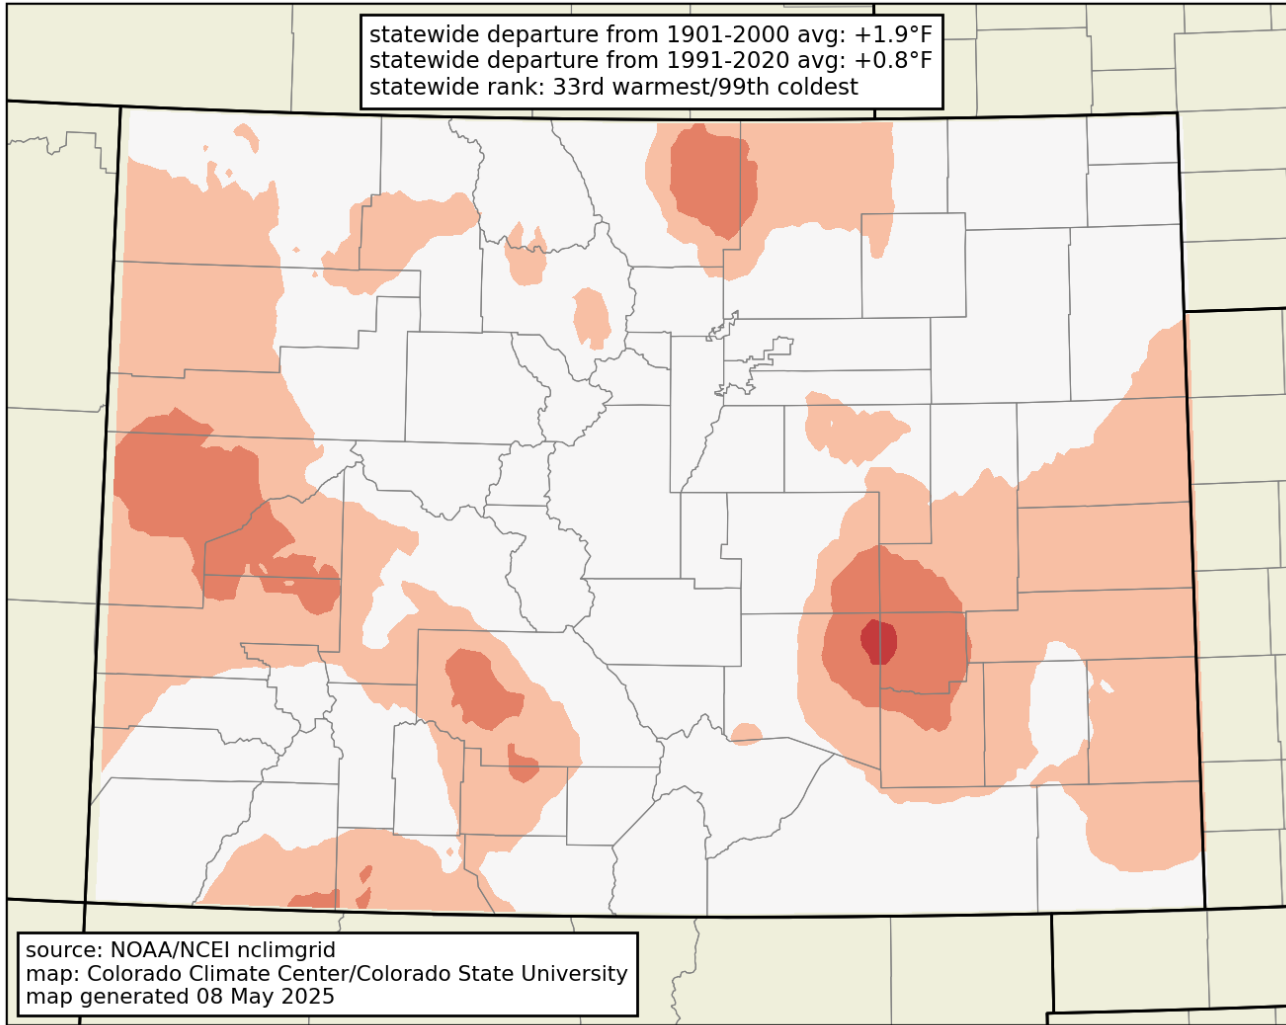 statewide departure from 1901-2000 avg: +1.9°F
statewide departure from 1991-2020 avg: +0.8°F
statewide rank: 33rd warmest/99th coldest
source: NOAA/NCEI nclimgrid
map: Colorado Climate Center/Colorado State University
map generated 08 May 2025